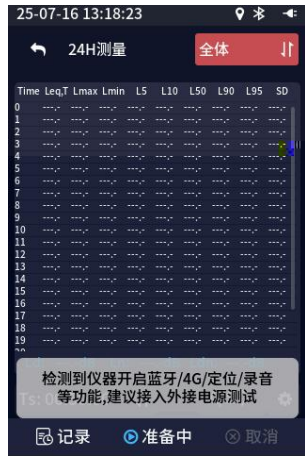 25-07-16 13:18:23
24H测量
全体
Time Leq,T Lmax Lmin L5 L10 L50 L90 L95 SD
0 ---.- ---.- ---.- ---.- ---.- ---.- ---.- ---.- ---.-
1 ---.- ---.- ---.- ---.- ---.- ---.- ---.- ---.- ---.-
2 ---.- ---.- ---.- ---.- ---.- ---.- ---.- ---.- ---.-
3 ---.- ---.- ---.- ---.- ---.- ---.- ---.- ---.- ---.-
4 ---.- ---.- ---.- ---.- ---.- ---.- ---.- ---.- ---.-
5 ---.- ---.- ---.- ---.- ---.- ---.- ---.- ---.- ---.-
6 ---.- ---.- ---.- ---.- ---.- ---.- ---.- ---.- ---.-
7 ---.- ---.- ---.- ---.- ---.- ---.- ---.- ---.- ---.-
8 ---.- ---.- ---.- ---.- ---.- ---.- ---.- ---.- ---.-
9 ---.- ---.- ---.- ---.- ---.- ---.- ---.- ---.- ---.-
10 ---.- ---.- ---.- ---.- ---.- ---.- ---.- ---.- ---.-
11 ---.- ---.- ---.- ---.- ---.- ---.- ---.- ---.- ---.-
12 ---.- ---.- ---.- ---.- ---.- ---.- ---.- ---.- ---.-
13 ---.- ---.- ---.- ---.- ---.- ---.- ---.- ---.- ---.-
14 ---.- ---.- ---.- ---.- ---.- ---.- ---.- ---.- ---.-
15 ---.- ---.- ---.- ---.- ---.- ---.- ---.- ---.- ---.-
16 ---.- ---.- ---.- ---.- ---.- ---.- ---.- ---.- ---.-
17 ---.- ---.- ---.- ---.- ---.- ---.- ---.- ---.- ---.-
18 ---.- ---.- ---.- ---.- ---.- ---.- ---.- ---.- ---.-
19 ---.- ---.- ---.- ---.- ---.- ---.- ---.- ---.- ---.-
检测到仪器开启蓝牙/4G/定位/录音
等功能,建议接入外接电源测试
Ts:
记录 准备中 取消